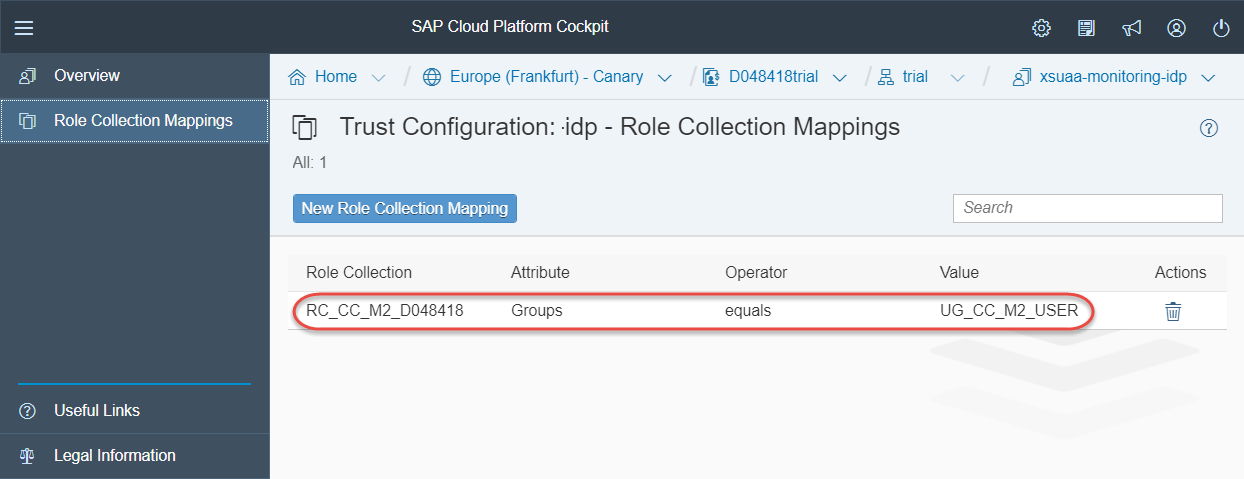 SAP Cloud Platform Cockpit
Overview
Role Collection Mappings
Useful Links
Legal Information
Home / Europe (Frankfurt) - Canary / D048418trial / trial / xsuaa-monitoring-idp
Trust Configuration: -idp - Role Collection Mappings
All: 1
New Role Collection Mapping Search
Role Collection Attribute Operator Value Actions
RC_CC_M2_D048418 Groups equals UG_CC_M2_USER